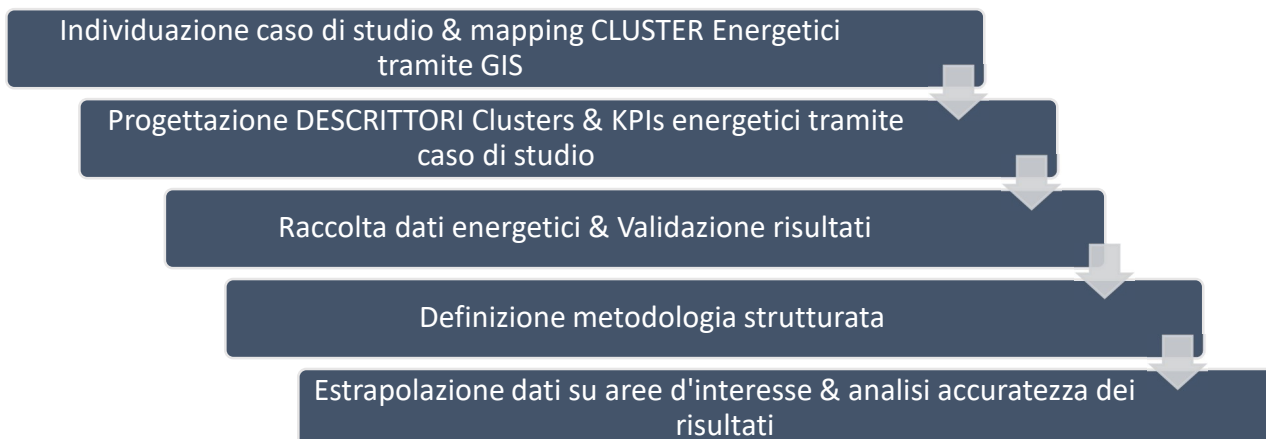 Individuazione caso di studio & mapping CLUSTER Energetici
tramite GIS
Progettazione DESCRITTORI Clusters & KPIs energetici tramite
caso di studio
Raccolta dati energetici & Validazione risultati
Definizione metodologia strutturata
Estrapolazione dati su aree d'interesse & analisi accuratezza dei
risultati